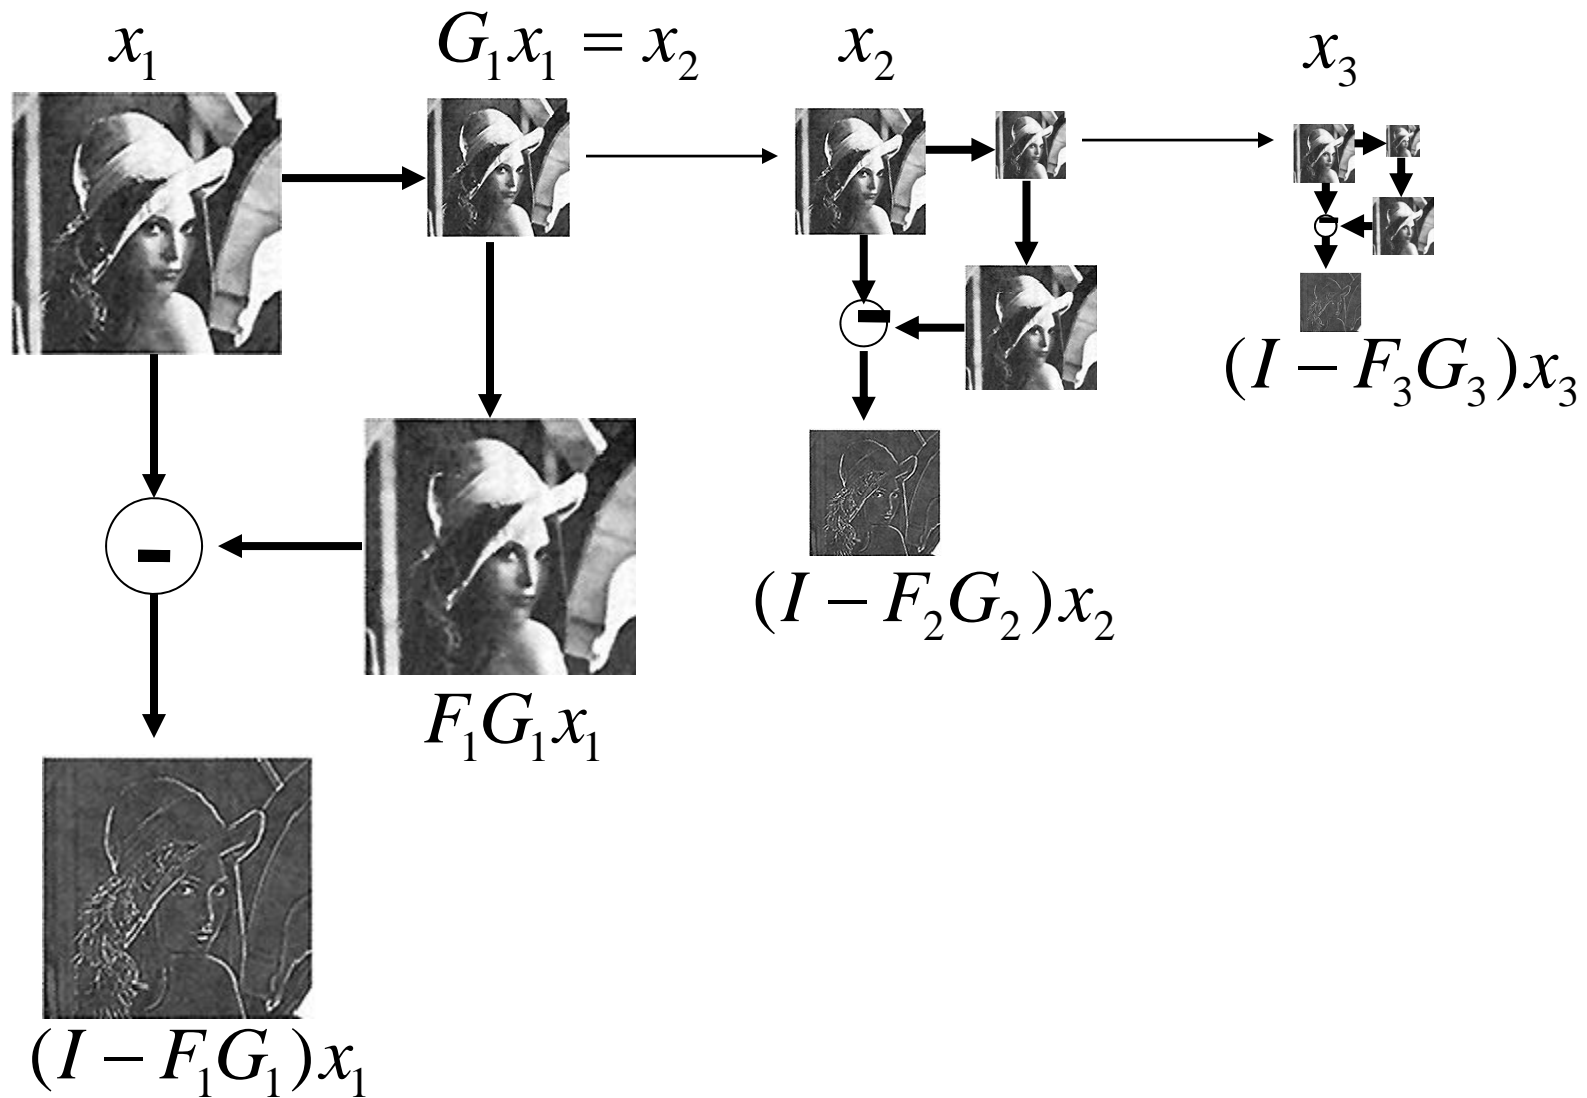 x₁
G₁x₁ = x₂
x₂
x₃
(I − F₃G₃)x₃
(I − F₂G₂)x₂
F₁G₁x₁
(I − F₁G₁)x₁